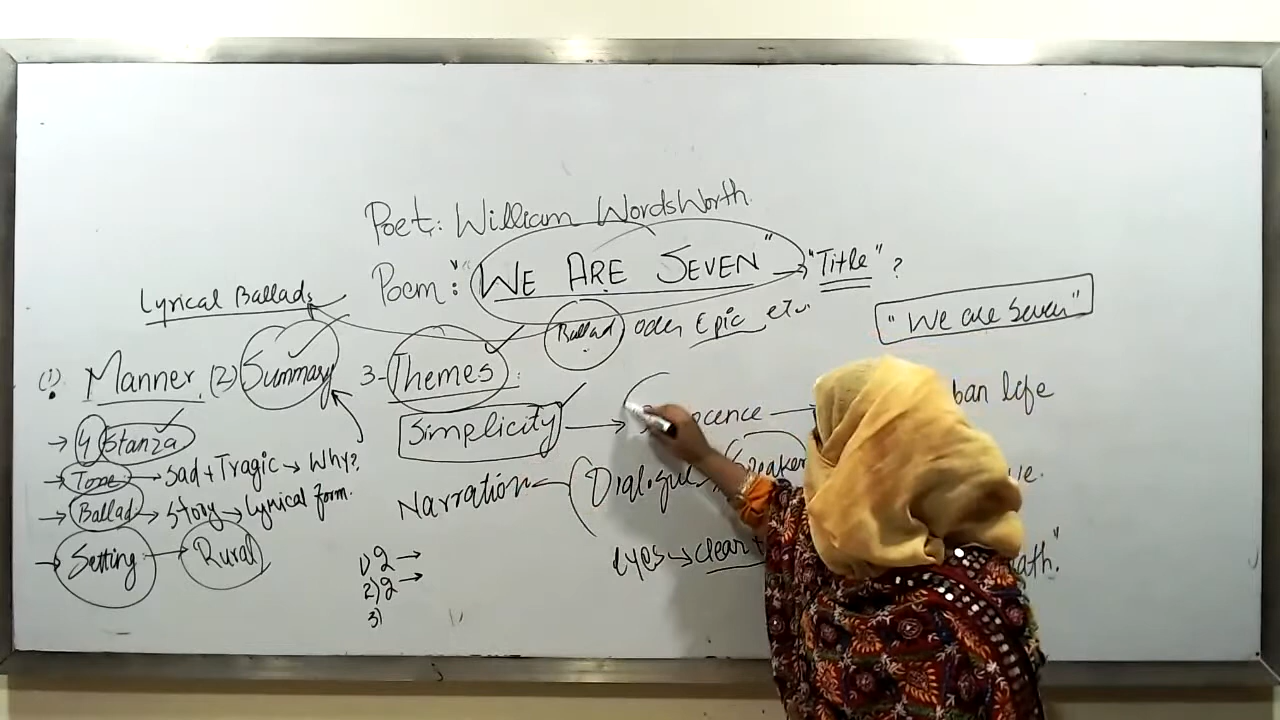 Poet: William WordsWorth.
Poem: "WE ARE SEVEN" → "Title" ?
Lyrical Ballads
Ballad odes Epic etc.
"We are Seven"
(1) Manner. (2) Summary 3- Themes:
Simplicity → → ban life
→ 4 Stanza
→ Tone → Sad + Tragic → Why?
→ Ballad → Story → Lyrical form.
→ Setting → Rural
Narration Dialogue Speaker
eyes → clear +
1) 2 →
2) 2 →
3)